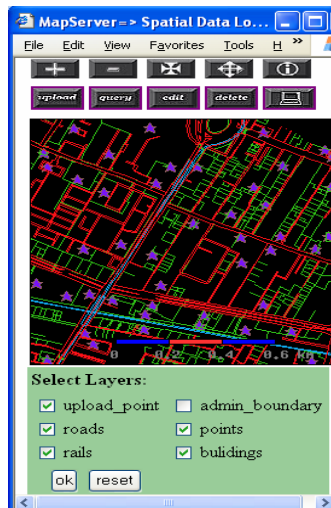 MapServer=> Spatial Data Lo...
File Edit View Favorites Tools H »
upload query edit delete
0 0.2 0.4 0.6 km
Select Layers:
upload_point admin_boundary
roads points
rails bulidings
ok reset